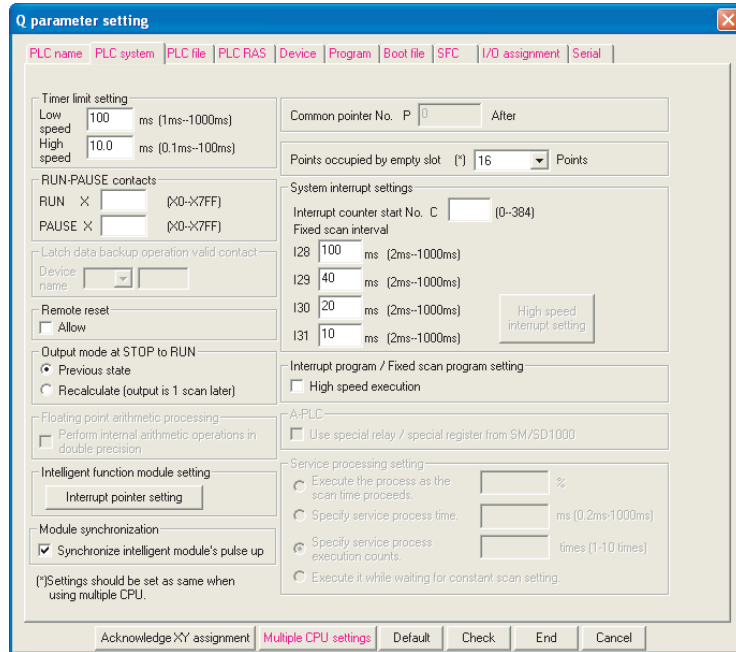 Q parameter setting
PLC name PLC system PLC file PLC RAS Device Program Boot file SFC I/O assignment Serial
Timer limit setting
Low speed 100 ms (1ms--1000ms)
High speed 10.0 ms (0.1ms--100ms)
RUN-PAUSE contacts
RUN X (X0--X7FF)
PAUSE X (X0--X7FF)
Latch data backup operation valid contact
Device name
Remote reset
Allow
Output mode at STOP to RUN
Previous state
Recalculate (output is 1 scan later)
Floating point arithmetic processing
Perform internal arithmetic operations in
double precision
Intelligent function module setting
Interrupt pointer setting
Module synchronization
Synchronize intelligent module's pulse up
(*)Settings should be set as same when
using multiple CPU.
Common pointer No. P 0 After
Points occupied by empty slot (*) 16 Points
System interrupt settings
Interrupt counter start No. C (0--384)
Fixed scan interval
I28 100 ms (2ms--1000ms)
I29 40 ms (2ms--1000ms)
I30 20 ms (2ms--1000ms)
I31 10 ms (2ms--1000ms)
High speed
interrupt setting
Interrupt program / Fixed scan program setting
High speed execution
A-PLC
Use special relay / special register from SM/SD1000
Service processing setting
Execute the process as the
scan time proceeds. %
Specify service process time. ms (0.2ms-1000ms)
Specify service process
execution counts. times (1-10 times)
Execute it while waiting for constant scan setting.
Acknowledge XY assignment Multiple CPU settings Default Check End Cancel